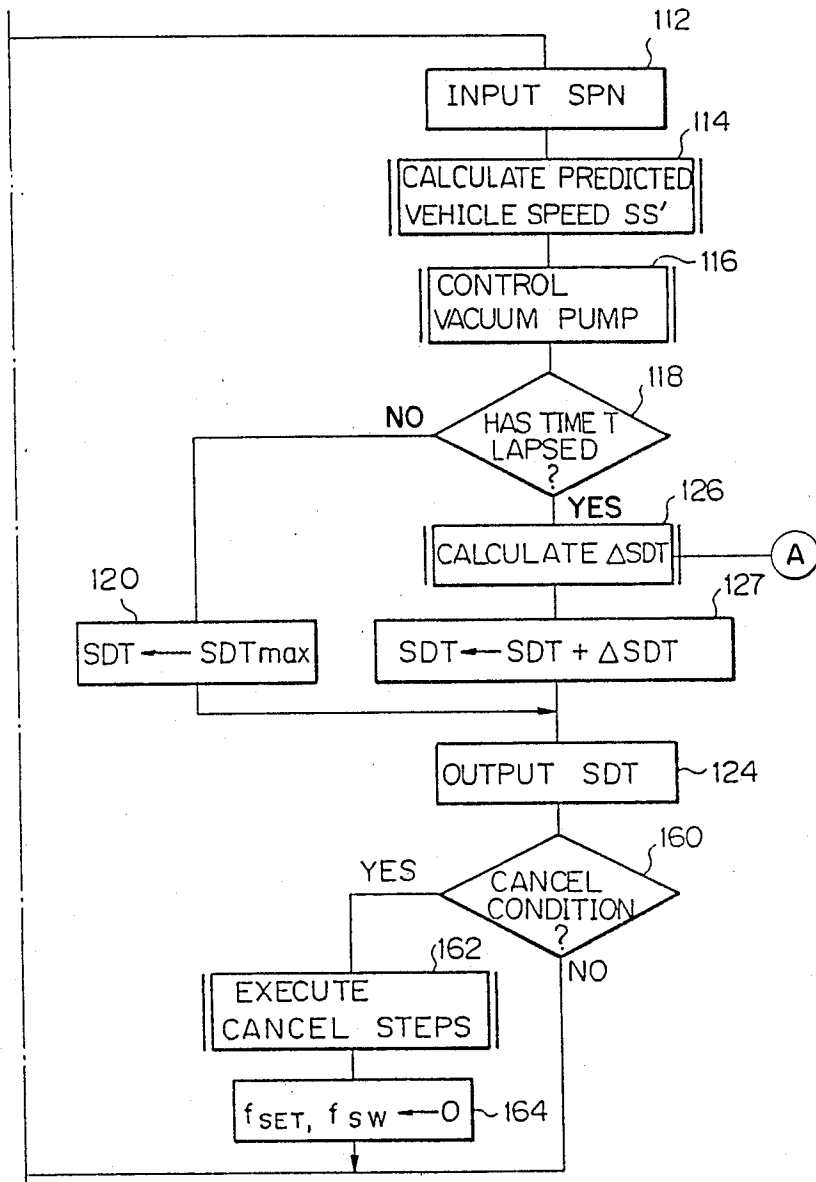 112
INPUT SPN
114
CALCULATE PREDICTED
VEHICLE SPEED SS'
116
CONTROL
VACUUM PUMP
118
NO
HAS TIME T
LAPSED
?
YES
126
CALCULATE ΔSDT
A
120
127
SDT ← SDTmax
SDT ← SDT + ΔSDT
OUTPUT SDT
124
160
YES
CANCEL
CONDITION
?
NO
162
EXECUTE
CANCEL STEPS
fSET, fSW ← 0
164